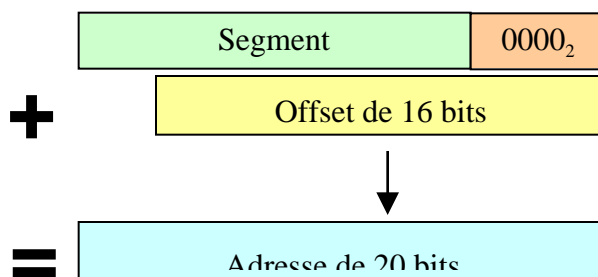 Segment 0000₂
+ Offset de 16 bits
= Adresse de 20 bits